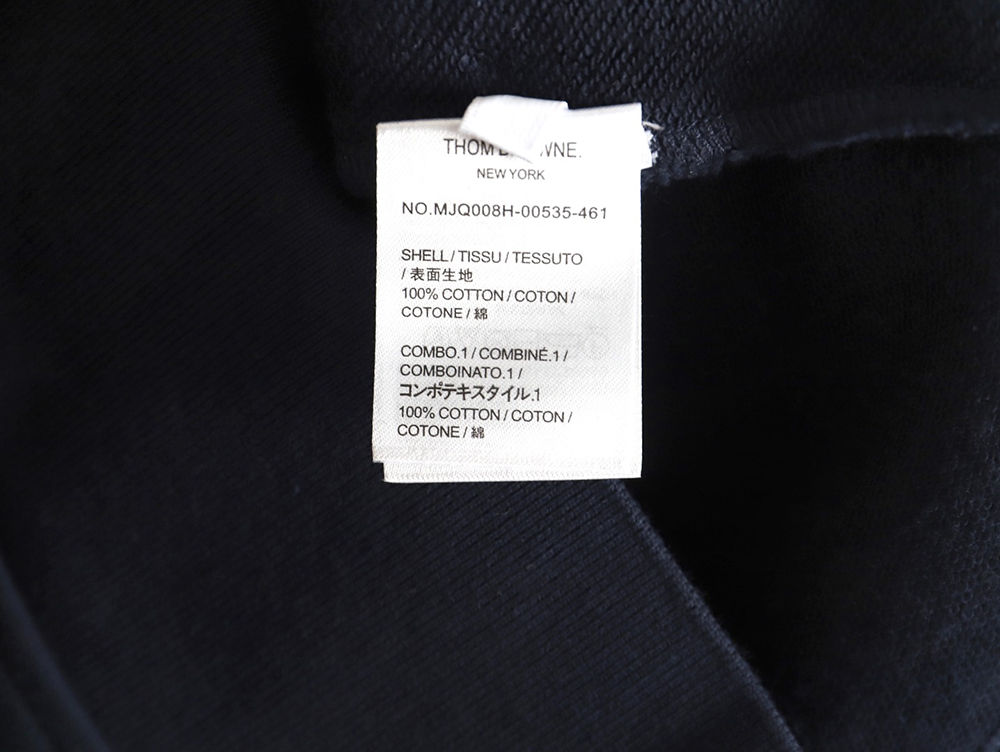 THOM
NEW YORK
NO.MJQ008H-00535-461
SHELL / TISSU / TESSUTO
/ 表面生地
100% COTTON / COTON /
COTONE / 綿
COMBO.1 / COMBINÉ.1 /
COMBOINATO.1 /
コンポテキスタイル.1
100% COTTON / COTON /
COTONE / 綿